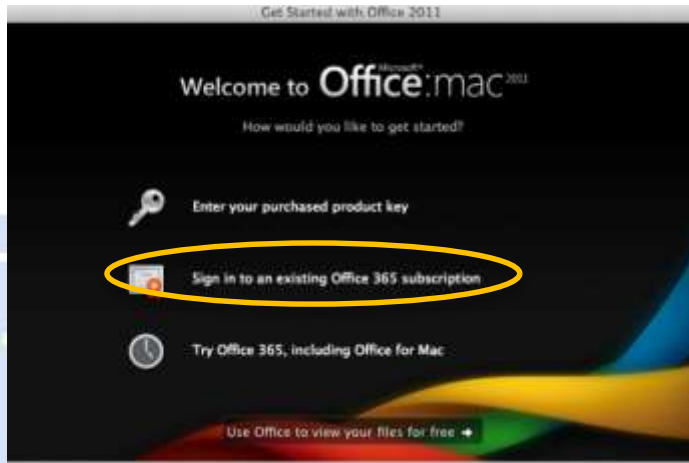 Get Started with Office 2011
Welcome to Microsoft® Office:mac 2011
How would you like to get started?
Enter your purchased product key
Sign in to an existing Office 365 subscription
Try Office 365, including Office for Mac
Use Office to view your files for free ➔